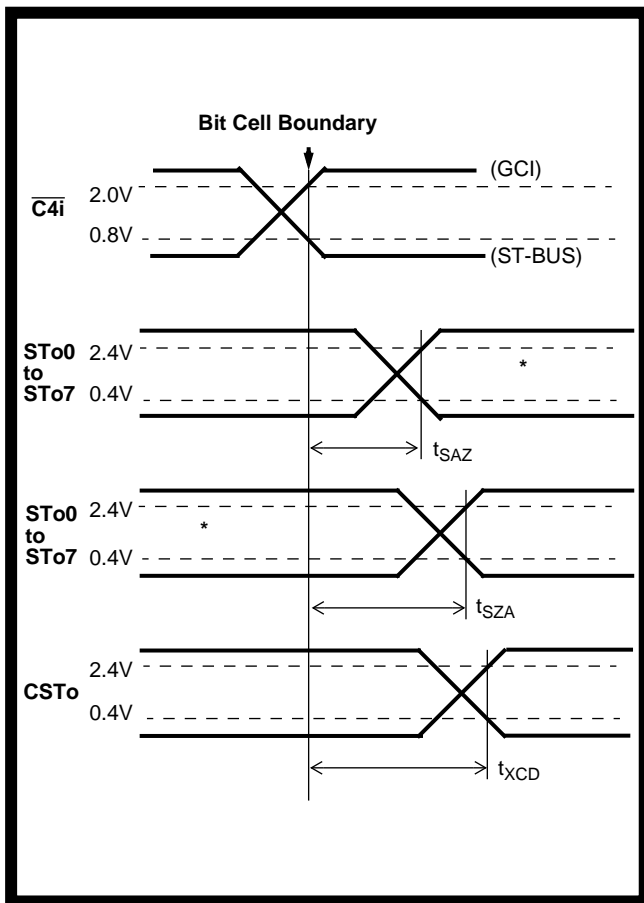 Bit Cell Boundary
C4i
2.0V
0.8V
(GCI)
(ST-BUS)
STo0
to
STo7
2.4V
0.4V
*
tSAZ
STo0
to
STo7
2.4V
0.4V
*
tSZA
CSTo
2.4V
0.4V
tXCD